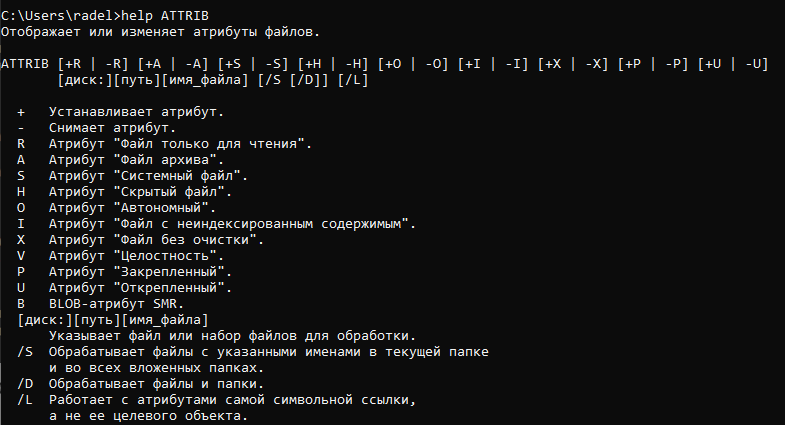 C:\Users\radel>help ATTRIB
Отображает или изменяет атрибуты файлов.
ATTRIB [+R | -R] [+A | -A] [+S | -S] [+H | -H] [+O | -O] [+I | -I] [+X | -X] [+P | -P] [+U | -U]
[диск:][путь][имя_файла] [/S [/D]] [/L]
+ Устанавливает атрибут.
- Снимает атрибут.
R Атрибут "Файл только для чтения".
A Атрибут "Файл архива".
S Атрибут "Системный файл".
H Атрибут "Скрытый файл".
O Атрибут "Автономный".
I Атрибут "Файл с неиндексированным содержимым".
X Атрибут "Файл без очистки".
V Атрибут "Целостность".
P Атрибут "Закрепленный".
U Атрибут "Открепленный".
B BLOB-атрибут SMR.
[диск:][путь][имя_файла]
Указывает файл или набор файлов для обработки.
/S Обрабатывает файлы с указанными именами в текущей папке
и во всех вложенных папках.
/D Обрабатывает файлы и папки.
/L Работает с атрибутами самой символьной ссылки,
а не ее целевого объекта.